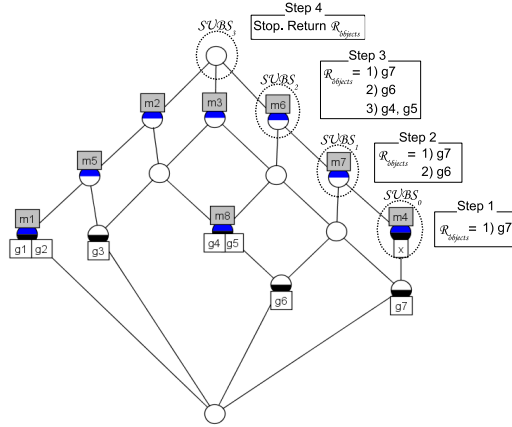 Step 4
SUBS3
Stop. Return Robjects
Step 3
SUBS2
Robjects = 1) g7
2) g6
3) g4, g5
m2
m3
m6
SUBS1
Step 2
Robjects = 1) g7
2) g6
m5
m7
SUBS0
Step 1
Robjects = 1) g7
m1
m8
m4
g1 g2
g3
g4 g5
x
g6
g7